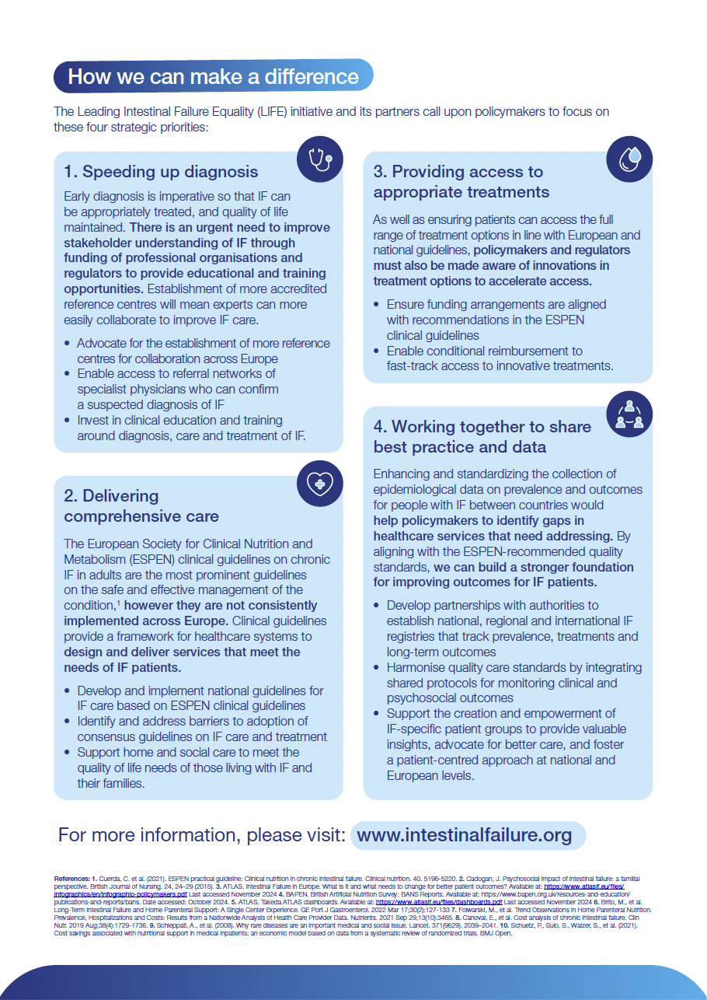 How we can make a difference
The Leading Intestinal Failure Equality (LIFE) initiative and its partners call upon policymakers to focus on
these four strategic priorities:
1. Speeding up diagnosis
Early diagnosis is imperative so that IF can
be appropriately treated, and quality of life
maintained. There is an urgent need to improve
stakeholder understanding of IF through
funding of professional organisations and
regulators to provide educational and training
opportunities. Establishment of more accredited
reference centres will mean experts can more
easily collaborate to improve IF care.
• Advocate for the establishment of more reference
centres for collaboration across Europe
• Enable access to referral networks of
specialist physicians who can confirm
a suspected diagnosis of IF
• Invest in clinical education and training
around diagnosis, care and treatment of IF.
2. Delivering
comprehensive care
The European Society for Clinical Nutrition and
Metabolism (ESPEN) clinical guidelines on chronic
IF in adults are the most prominent guidelines
on the safe and effective management of the
condition,¹ however they are not consistently
implemented across Europe. Clinical guidelines
provide a framework for healthcare systems to
design and deliver services that meet the
needs of IF patients.
• Develop and implement national guidelines for
IF care based on ESPEN clinical guidelines
• Identify and address barriers to adoption of
consensus guidelines on IF care and treatment
• Support home and social care to meet the
quality of life needs of those living with IF and
their families.
3. Providing access to
appropriate treatments
As well as ensuring patients can access the full
range of treatment options in line with European and
national guidelines, policymakers and regulators
must also be made aware of innovations in
treatment options to accelerate access.
• Ensure funding arrangements are aligned
with recommendations in the ESPEN
clinical guidelines
• Enable conditional reimbursement to
fast-track access to innovative treatments.
4. Working together to share
best practice and data
Enhancing and standardizing the collection of
epidemiological data on prevalence and outcomes
for people with IF between countries would
help policymakers to identify gaps in
healthcare services that need addressing. By
aligning with the ESPEN-recommended quality
standards, we can build a stronger foundation
for improving outcomes for IF patients.
• Develop partnerships with authorities to
establish national, regional and international IF
registries that track prevalence, treatments and
long-term outcomes
• Harmonise quality care standards by integrating
shared protocols for monitoring clinical and
psychosocial outcomes
• Support the creation and empowerment of
IF-specific patient groups to provide valuable
insights, advocate for better care, and foster
a patient-centred approach at national and
European levels.
For more information, please visit: www.intestinalfailure.org
References: 1. Cuerda, C. et al. (2021). ESPEN practical guideline: Clinical nutrition in chronic intestinal failure. Clinical nutrition. 40. 5196-5220. 2. Cadogan, J. Psychosocial impact of intestinal failure: a familial
perspective. British Journal of Nursing. 24, 24–29 (2015). 3. ATLAS. Intestinal Failure in Europe. What is it and what needs to change for better patient outcomes? Available at: https://www.atlasif.eu/files/
infographics/en/infographic-policymakers.pdf Last accessed November 2024 4. BAPEN. British Artificial Nutrition Survey: BANS Reports. Available at: https://www.bapen.org.uk/resources-and-education/
publications-and-reports/bans. Date accessed: October 2024. 5. ATLAS. Takeda ATLAS dashboards. Available at: https://www.atlasif.eu/files/dashboards.pdf Last accessed November 2024 6. Brito, M., et al.
Long-Term Intestinal Failure and Home Parenteral Support: A Single Center Experience. GE Port J Gastroenterol. 2022 Mar 17;30(2):127-133 7. Folwarski, M., et al. Trend Observations in Home Parenteral Nutrition.
Prevalence, Hospitalizations and Costs: Results from a Nationwide Analysis of Health Care Provider Data. Nutrients. 2021 Sep 29;13(10):3465. 8. Canovai, E., et al. Cost analysis of chronic intestinal failure. Clin
Nutr. 2019 Aug;38(4):1729-1736. 9. Schieppati, A., et al. (2008). Why rare diseases are an important medical and social issue. Lancet. 371(9629). 2039–2041. 10. Schuetz, P., Sulo, S., Walzer, S., et al. (2021).
Cost savings associated with nutritional support in medical inpatients: an economic model based on data from a systematic review of randomized trials. BMJ Open.